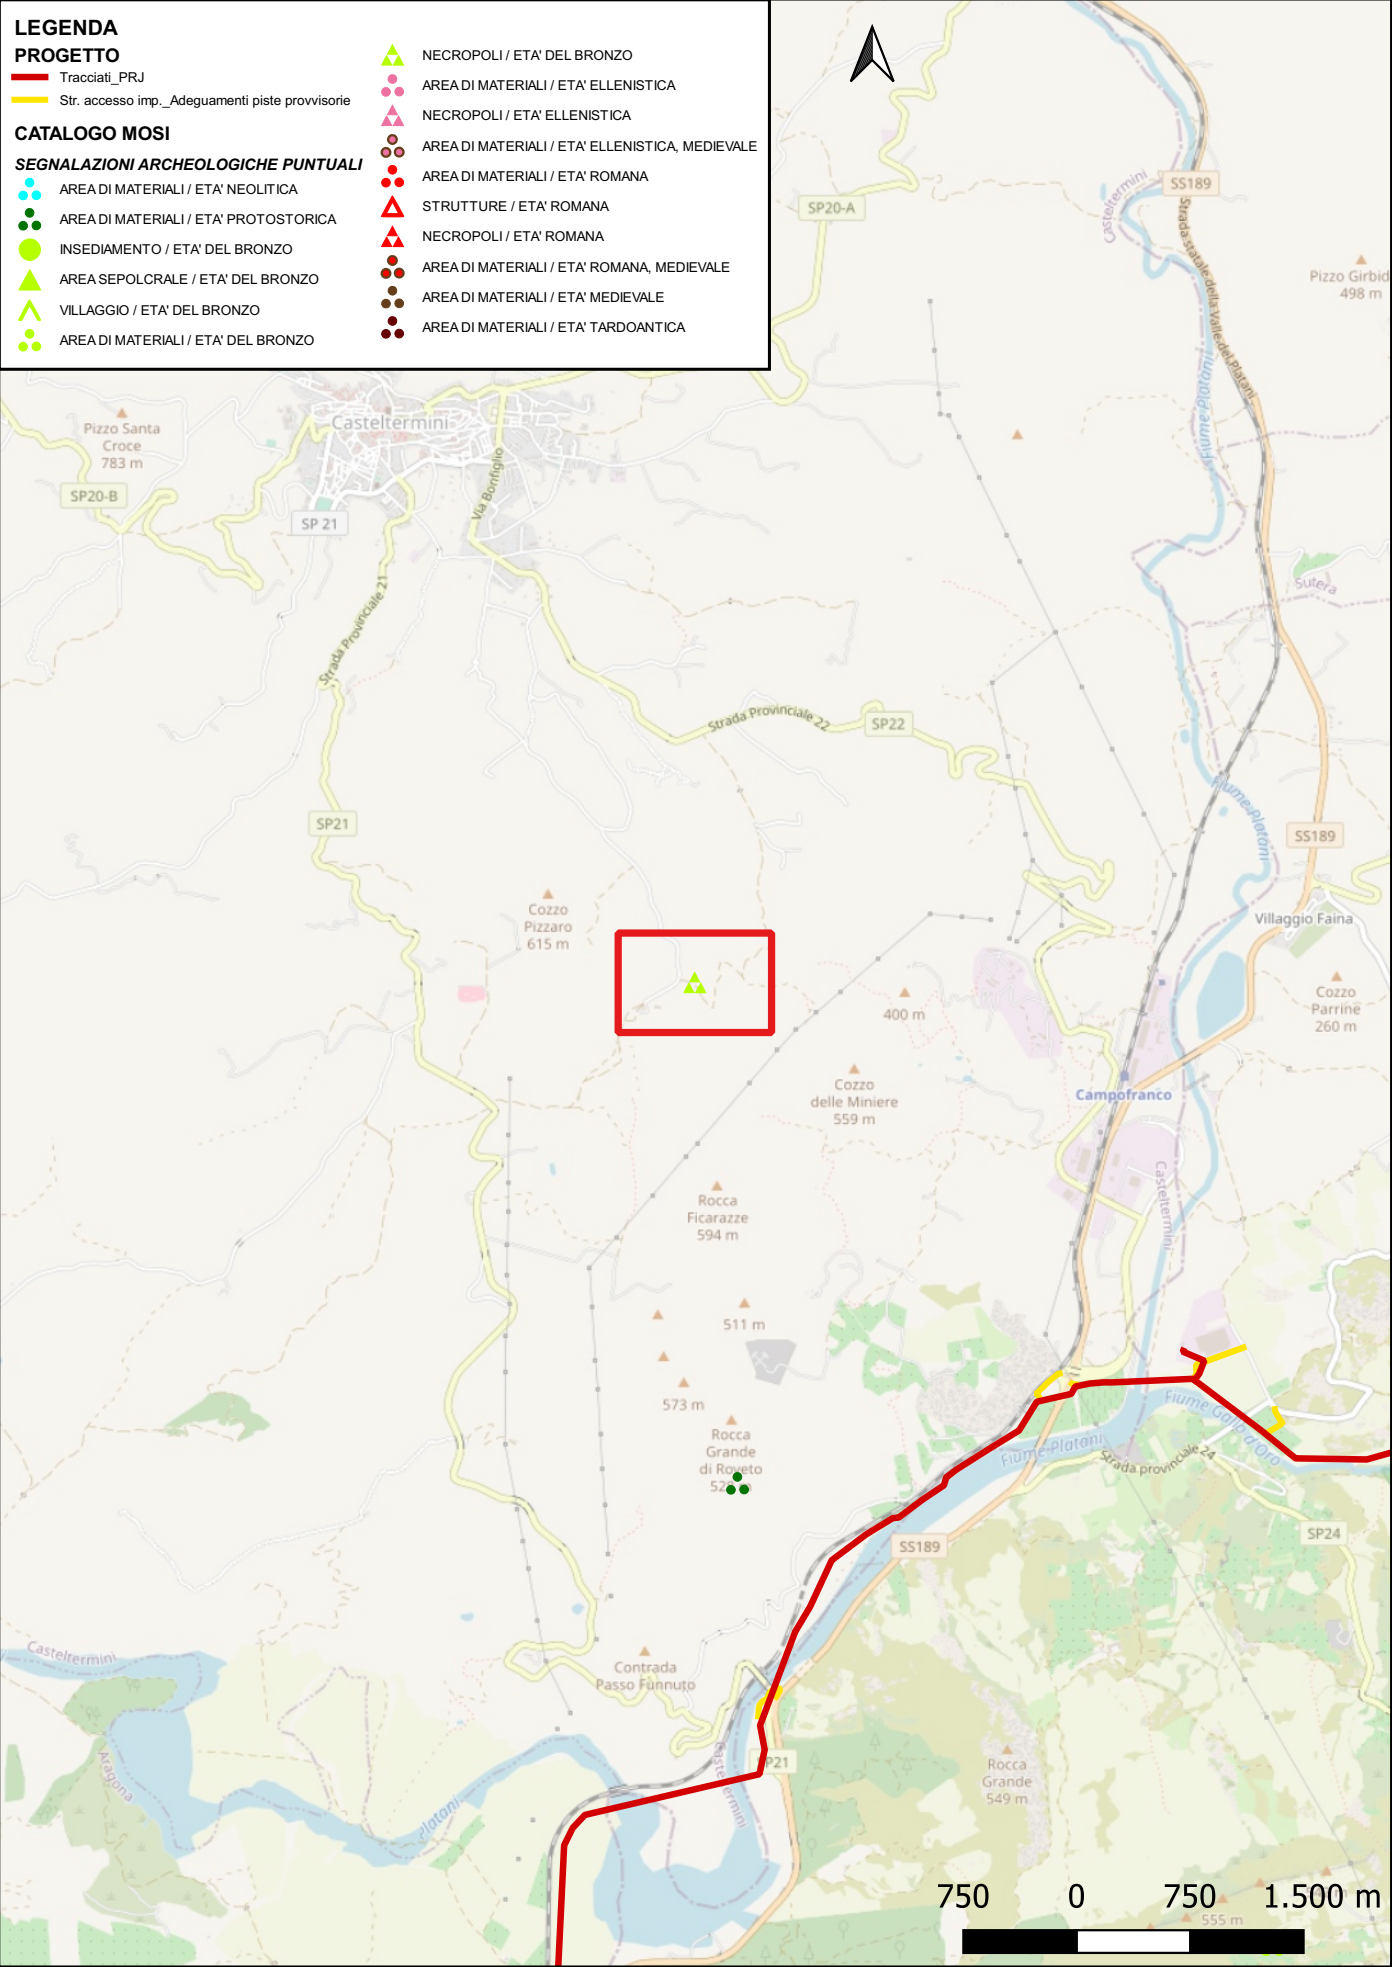 LEGENDA
PROGETTO
Tracciati_PRJ
Str. accesso imp._Adeguamenti piste provvisorie
CATALOGO MOSI
SEGNALAZIONI ARCHEOLOGICHE PUNTUALI
AREA DI MATERIALI / ETA' NEOLITICA
AREA DI MATERIALI / ETA' PROTOSTORICA
INSEDIAMENTO / ETA' DEL BRONZO
AREA SEPOLCRALE / ETA' DEL BRONZO
VILLAGGIO / ETA' DEL BRONZO
AREA DI MATERIALI / ETA' DEL BRONZO
NECROPOLI / ETA' DEL BRONZO
AREA DI MATERIALI / ETA' ELLENISTICA
NECROPOLI / ETA' ELLENISTICA
AREA DI MATERIALI / ETA' ELLENISTICA, MEDIEVALE
AREA DI MATERIALI / ETA' ROMANA
STRUTTURE / ETA' ROMANA
NECROPOLI / ETA' ROMANA
AREA DI MATERIALI / ETA' ROMANA, MEDIEVALE
AREA DI MATERIALI / ETA' MEDIEVALE
AREA DI MATERIALI / ETA' TARDOANTICA
SS189
Casteltermini
SP20-A
Strada statale della Valle del Platani
Pizzo Girbid
498 m
Fiume Platani
Casteltermini
Pizzo Santa
Croce
783 m
SP20-B
SP 21
Via Bonfiglio
Sutera
Strada Provinciale 21
Strada Provinciale 22
SP22
Fiume Platani
SP21
SS189
Villaggio Faina
Cozzo
Pizzaro
615 m
400 m
Cozzo
Parrine
260 m
Cozzo
delle Miniere
559 m
Campofranco
Casteltermini
Rocca
Ficarazze
594 m
511 m
573 m
Rocca
Grande
di Roveto
Fiume Gallo d'Oro
Fiume Platani
Strada provinciale 24
SS189
SP24
Casteltermini
Contrada
Passo Funnuto
Aragona
Casteltermini
SP21
Rocca
Grande
549 m
Platani
750 0 750 1.500 m
555 m